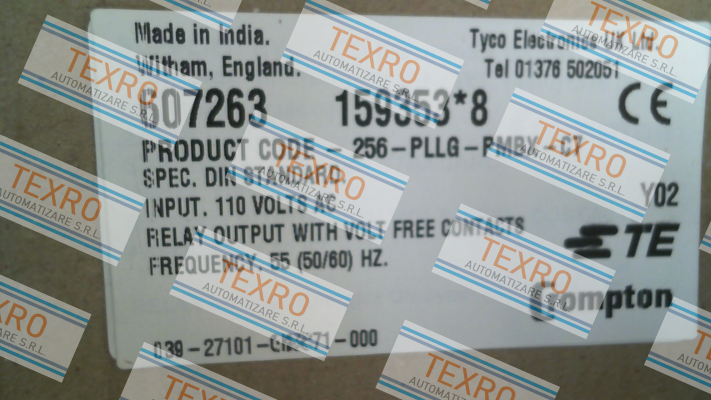 Made in India.
Tyco Electronics UK Ltd.
Witham, England.
Tel 01376 502051
607263 159353*8
CE
PRODUCT CODE - 256-PLLG-PMBX-C7
SPEC. DIN STANDARD
INPUT. 110 VOLTS AC
Y02
RELAY OUTPUT WITH VOLT FREE CONTACTS
TE
FREQUENCY. 55 (50/60) HZ.
Crompton
TEXRO
AUTOMATIZARE S.R.L.